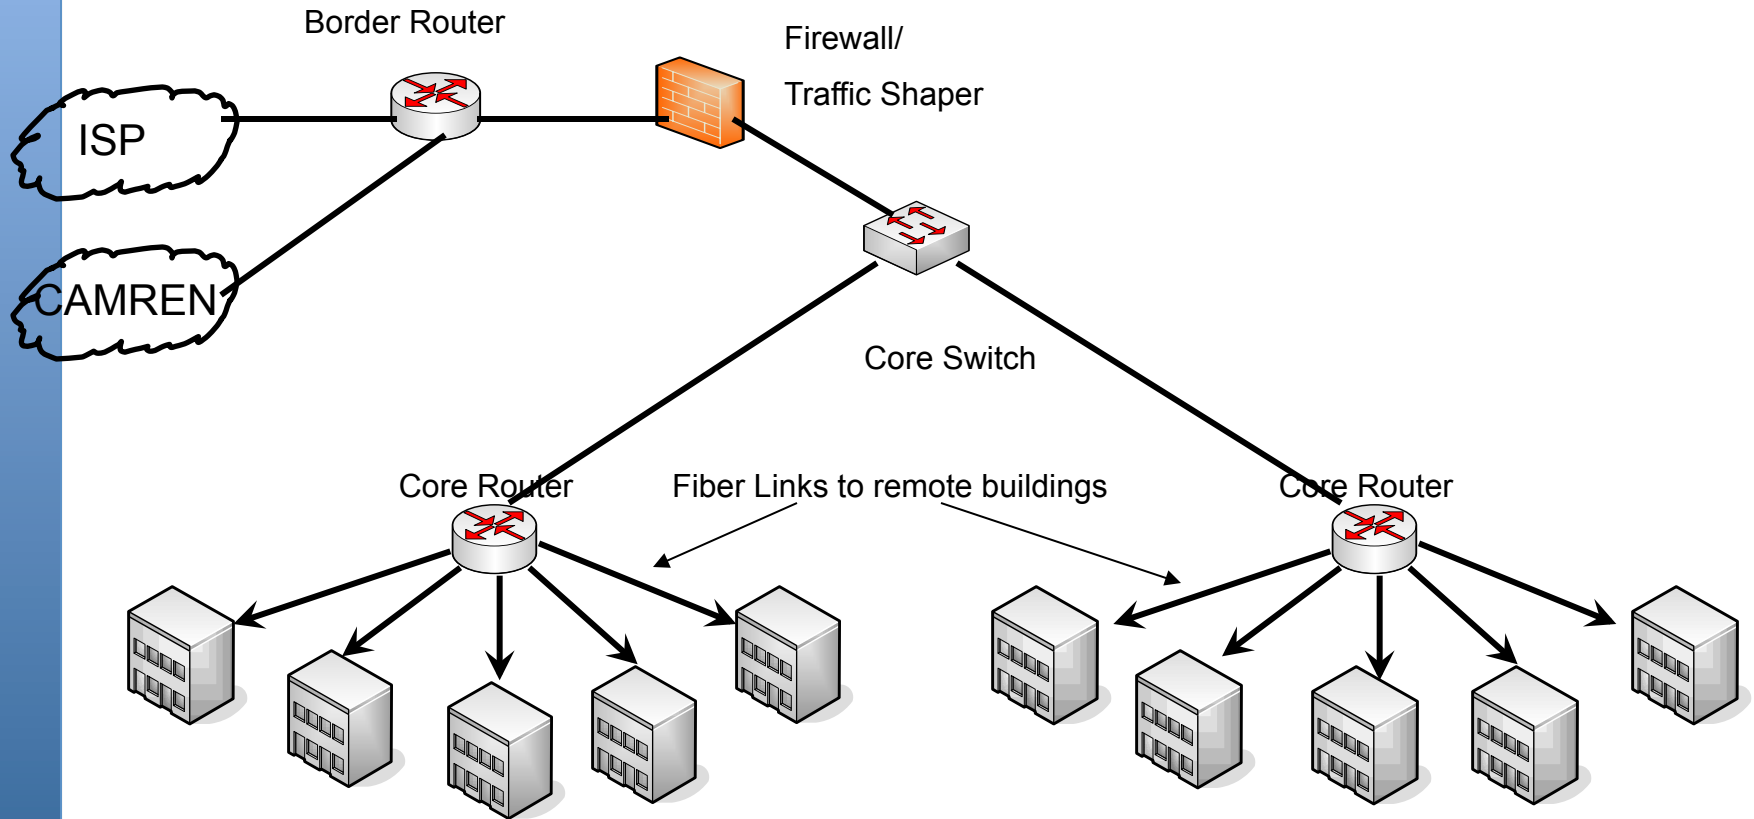 Border Router
Firewall/
Traffic Shaper
ISP
CAMREN
Core Switch
Core Router
Fiber Links to remote buildings
Core Router